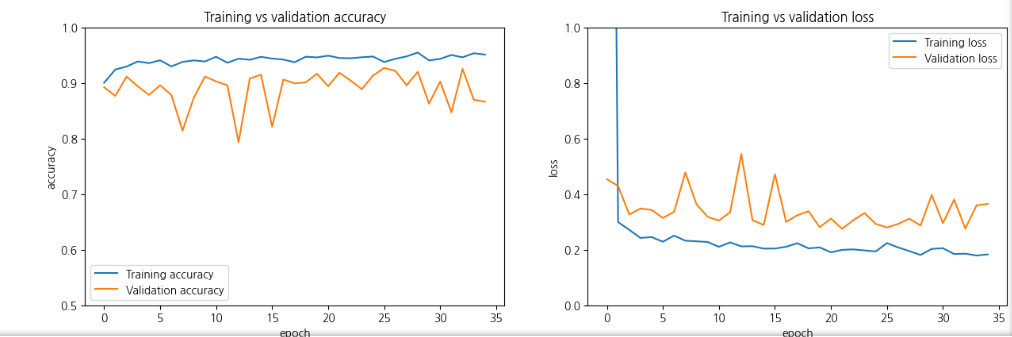 Training vs validation accuracy
1.0
0.9
0.8
0.7
0.6
0.5
accuracy
Training accuracy
Validation accuracy
0 5 10 15 20 25 30 35
epoch
Training vs validation loss
1.0
0.8
0.6
0.4
0.2
0.0
loss
Training loss
Validation loss
0 5 10 15 20 25 30 35
epoch